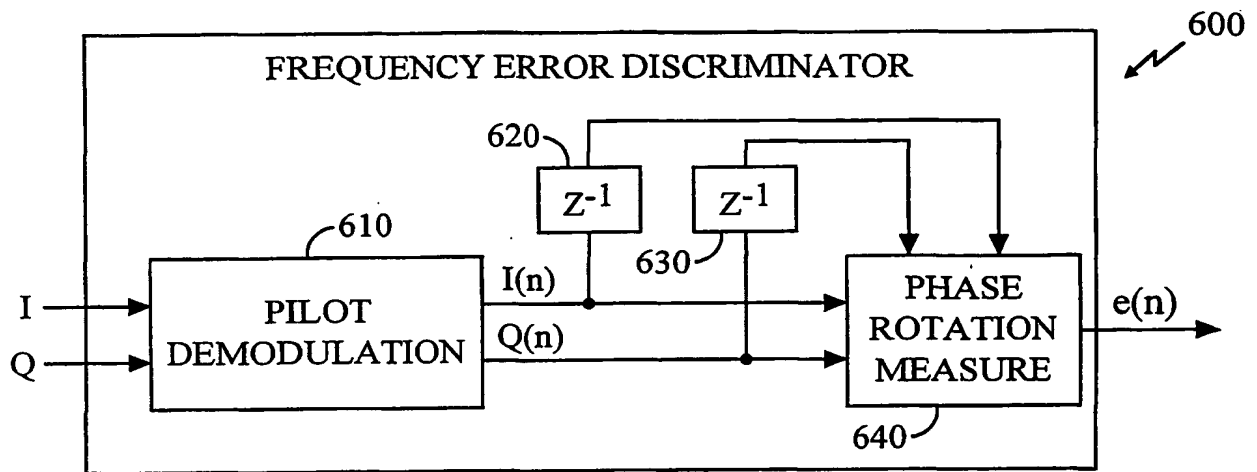 600
FREQUENCY ERROR DISCRIMINATOR
620
Z-1
Z-1
630
610
I
Q
PILOT
DEMODULATION
I(n)
Q(n)
PHASE
ROTATION
MEASURE
e(n)
640